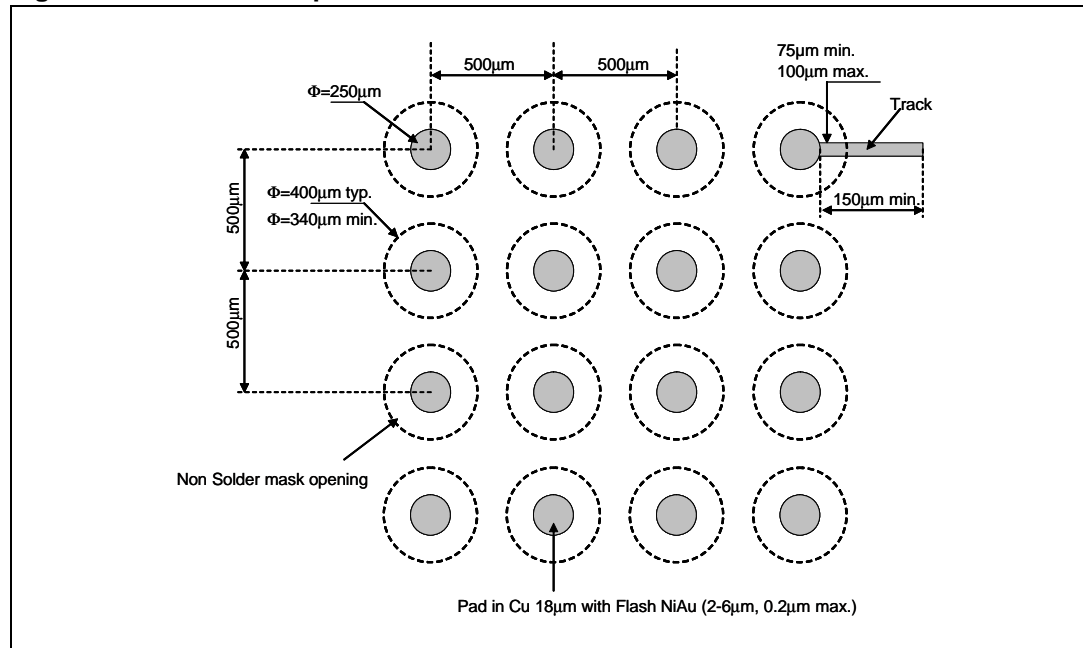 500µm
500µm
75µm min.
100µm max.
Φ=250µm
Track
500µm
Φ=400µm typ.
Φ=340µm min.
150µm min.
500µm
Non Solder mask opening
Pad in Cu 18µm with Flash NiAu (2-6µm, 0.2µm max.)